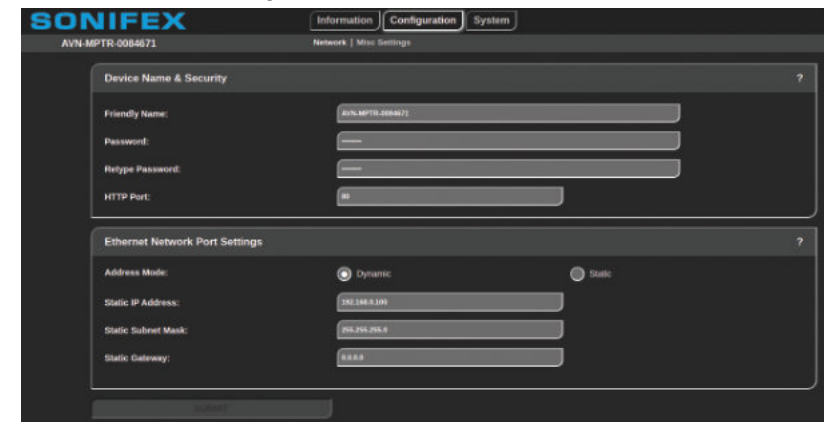 SONIFEX
Information Configuration System
AVN-MPTR-0084671
Network | Misc Settings
Device Name & Security ?
Friendly Name: AVN-MPTR-0084671
Password:
Retype Password:
HTTP Port: 80
Ethernet Network Port Settings ?
Address Mode: Dynamic Static
Static IP Address: 192.168.0.100
Static Subnet Mask: 255.255.255.0
Static Gateway: 0.0.0.0
SUBMIT